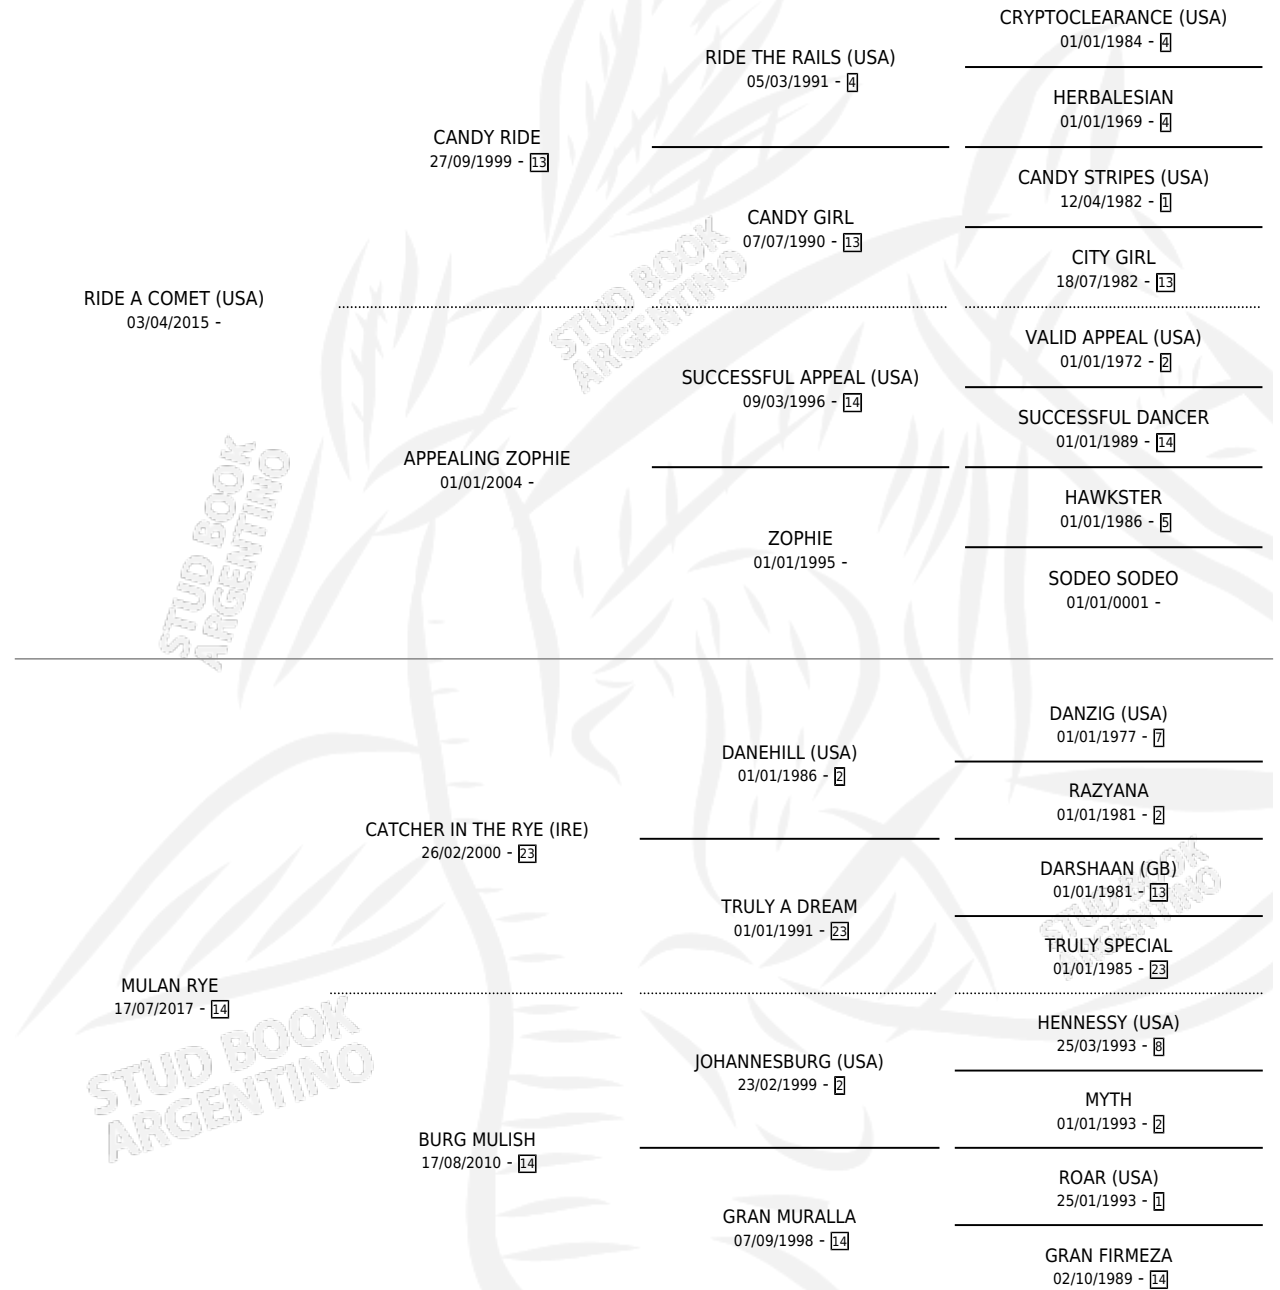 CRYPTOCLEARANCE (USA)
01/01/1984 - 4
RIDE THE RAILS (USA)
05/03/1991 - 4
HERBALESIAN
01/01/1969 - 4
CANDY RIDE
27/09/1999 - 13
CANDY STRIPES (USA)
12/04/1982 - 1
CANDY GIRL
07/07/1990 - 13
CITY GIRL
18/07/1982 - 13
RIDE A COMET (USA)
03/04/2015 -
VALID APPEAL (USA)
01/01/1972 - 2
SUCCESSFUL APPEAL (USA)
09/03/1996 - 14
SUCCESSFUL DANCER
01/01/1989 - 14
APPEALING ZOPHIE
01/01/2004 -
HAWKSTER
01/01/1986 - 5
ZOPHIE
01/01/1995 -
SODEO SODEO
01/01/0001 -
DANZIG (USA)
01/01/1977 - 7
DANEHILL (USA)
01/01/1986 - 2
RAZYANA
01/01/1981 - 2
CATCHER IN THE RYE (IRE)
26/02/2000 - 23
DARSHAAN (GB)
01/01/1981 - 13
TRULY A DREAM
01/01/1991 - 23
TRULY SPECIAL
01/01/1985 - 23
MULAN RYE
17/07/2017 - 14
HENNESSY (USA)
25/03/1993 - 8
JOHANNESBURG (USA)
23/02/1999 - 2
MYTH
01/01/1993 - 2
BURG MULISH
17/08/2010 - 14
ROAR (USA)
25/01/1993 - 1
GRAN MURALLA
07/09/1998 - 14
GRAN FIRMEZA
02/10/1989 - 14
STUD BOOK
ARGENTINO
STUD BOOK
ARGENTINO
STUD BOOK
ARGENTINO
STUD BOOK
ARGENTINO